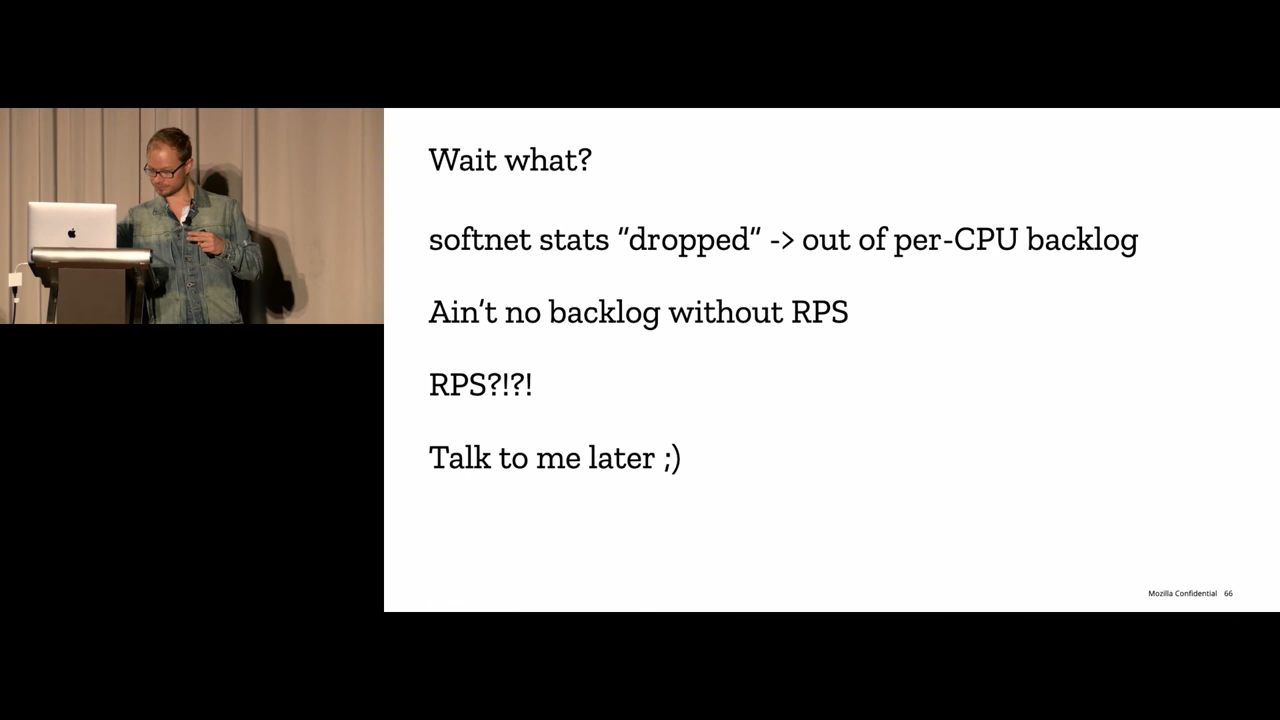 Wait what?
softnet stats “dropped” -> out of per-CPU backlog
Ain’t no backlog without RPS
RPS?!?!
Talk to me later ;)
Mozilla Confidential 66